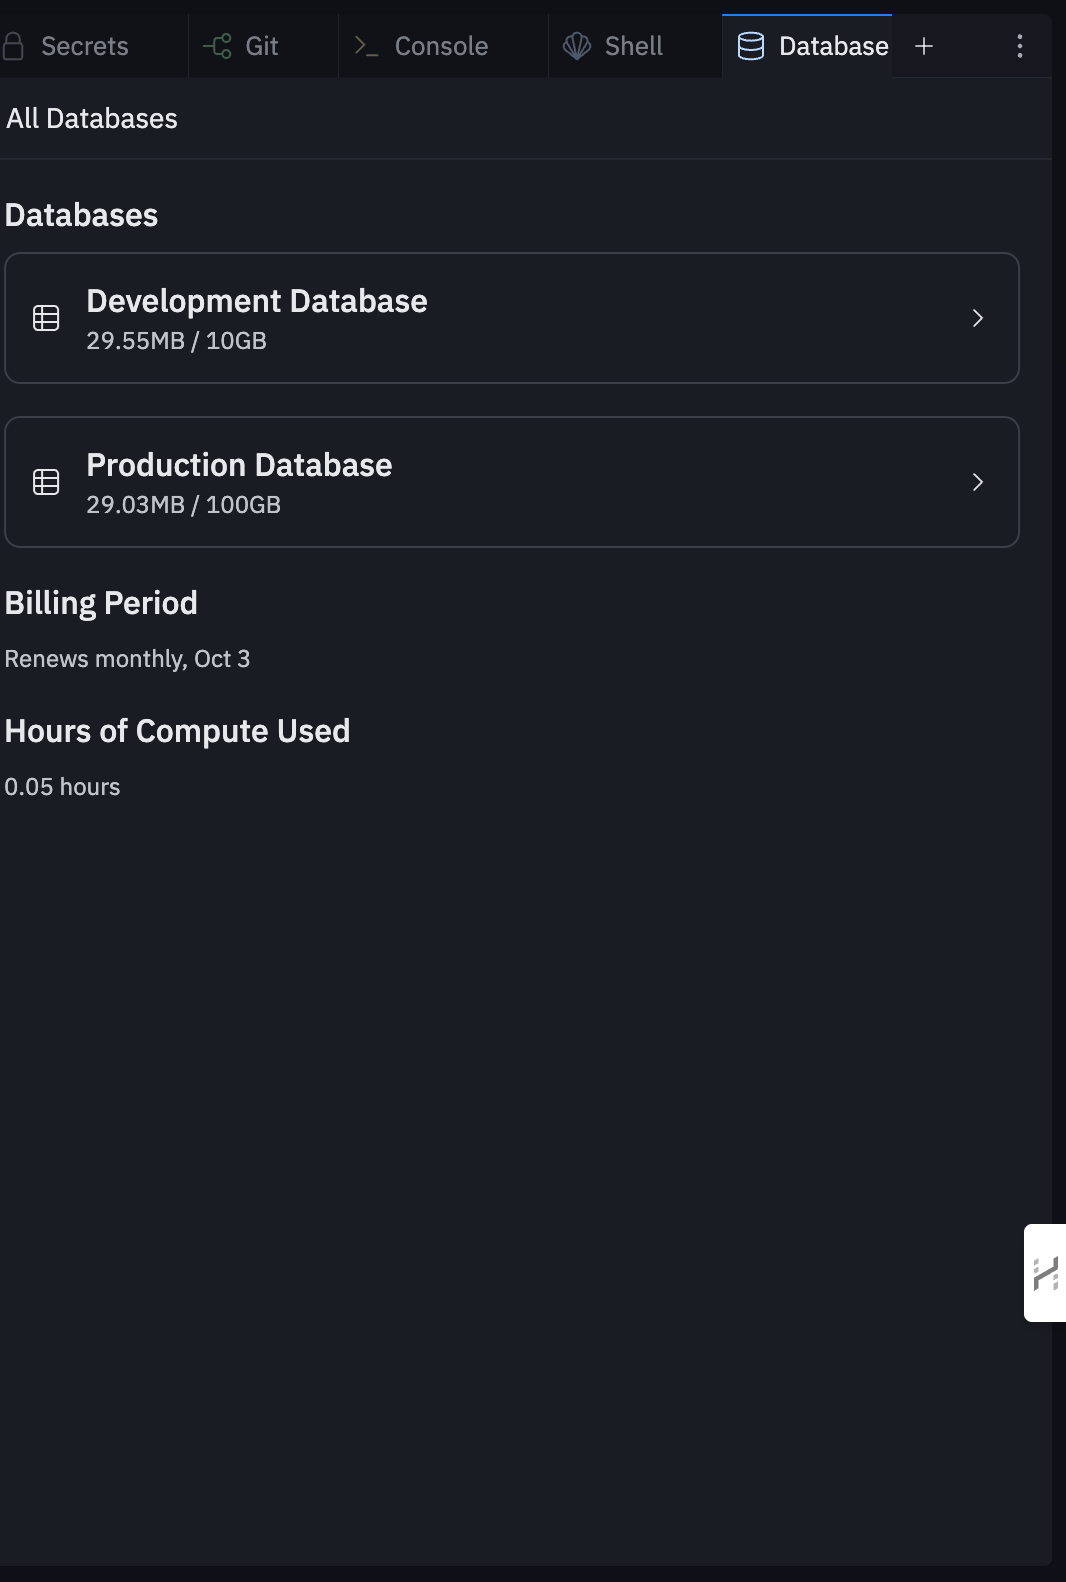 Secrets
Git
Console
Shell
Database
All Databases
Databases
Development Database
29.55MB / 10GB
Production Database
29.03MB / 100GB
Billing Period
Renews monthly, Oct 3
Hours of Compute Used
0.05 hours